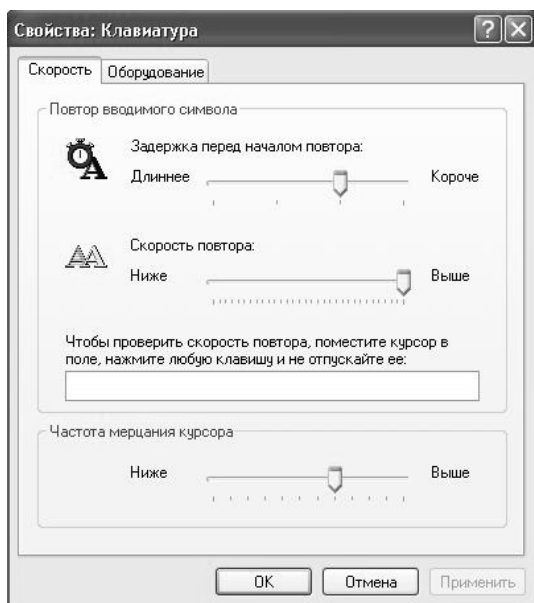 Свойства: Клавиатура
Скорость Оборудование
Повтор вводимого символа
Задержка перед началом повтора:
Длиннее Короче
Скорость повтора:
Ниже Выше
Чтобы проверить скорость повтора, поместите курсор в
поле, нажмите любую клавишу и не отпускайте ее:
Частота мерцания курсора
Ниже Выше
ОК Отмена Применить